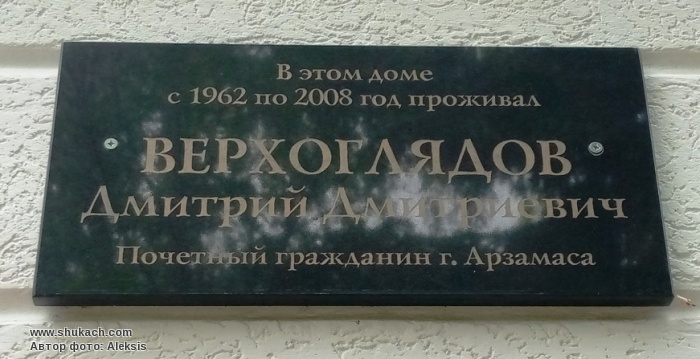 В этом доме
с 1962 по 2008 год проживал
ВЕРХОГЛЯДОВ
Дмитрий Дмитриевич
Почетный гражданин г. Арзамаса
www.shukach.com
Автор фото: Aleksis